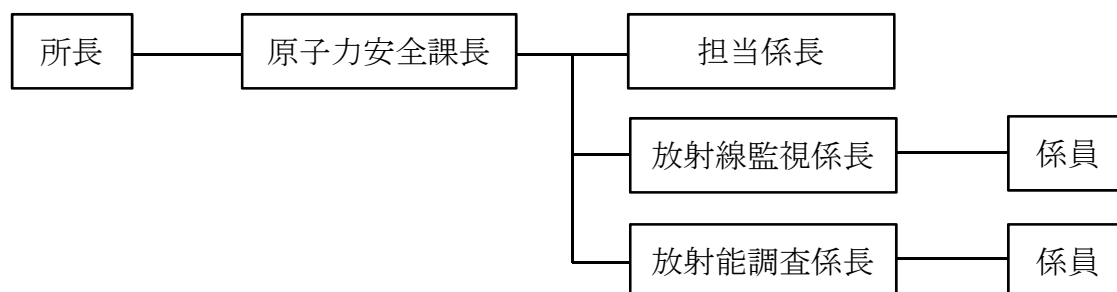 所長
原子力安全課長
担当係長
放射線監視係長
係員
放射能調査係長
係員